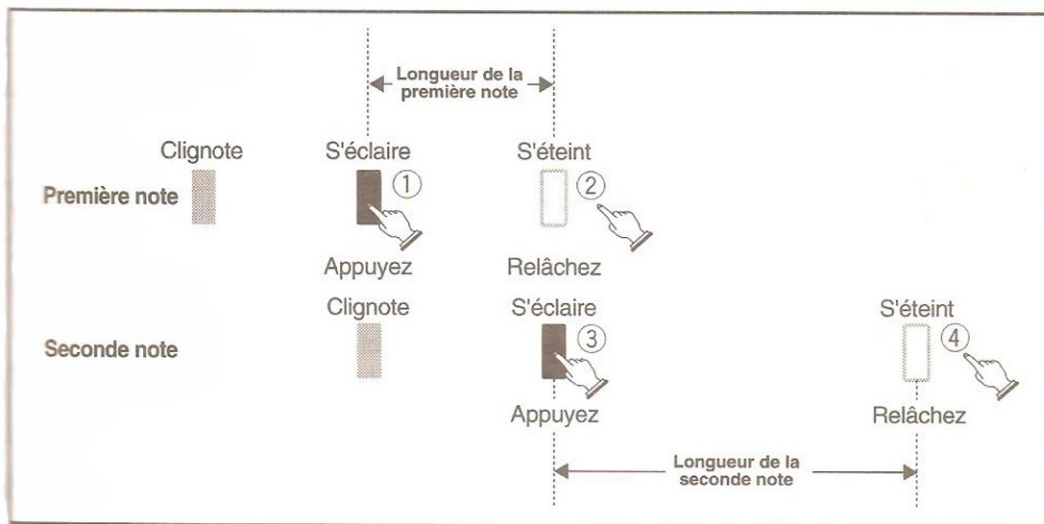 Longueur de la
première note
Clignote
S'éclaire
S'éteint
Première note
①
②
Appuyez
Relâchez
Clignote
S'éclaire
S'éteint
Seconde note
③
④
Appuyez
Relâchez
Longueur de la
seconde note